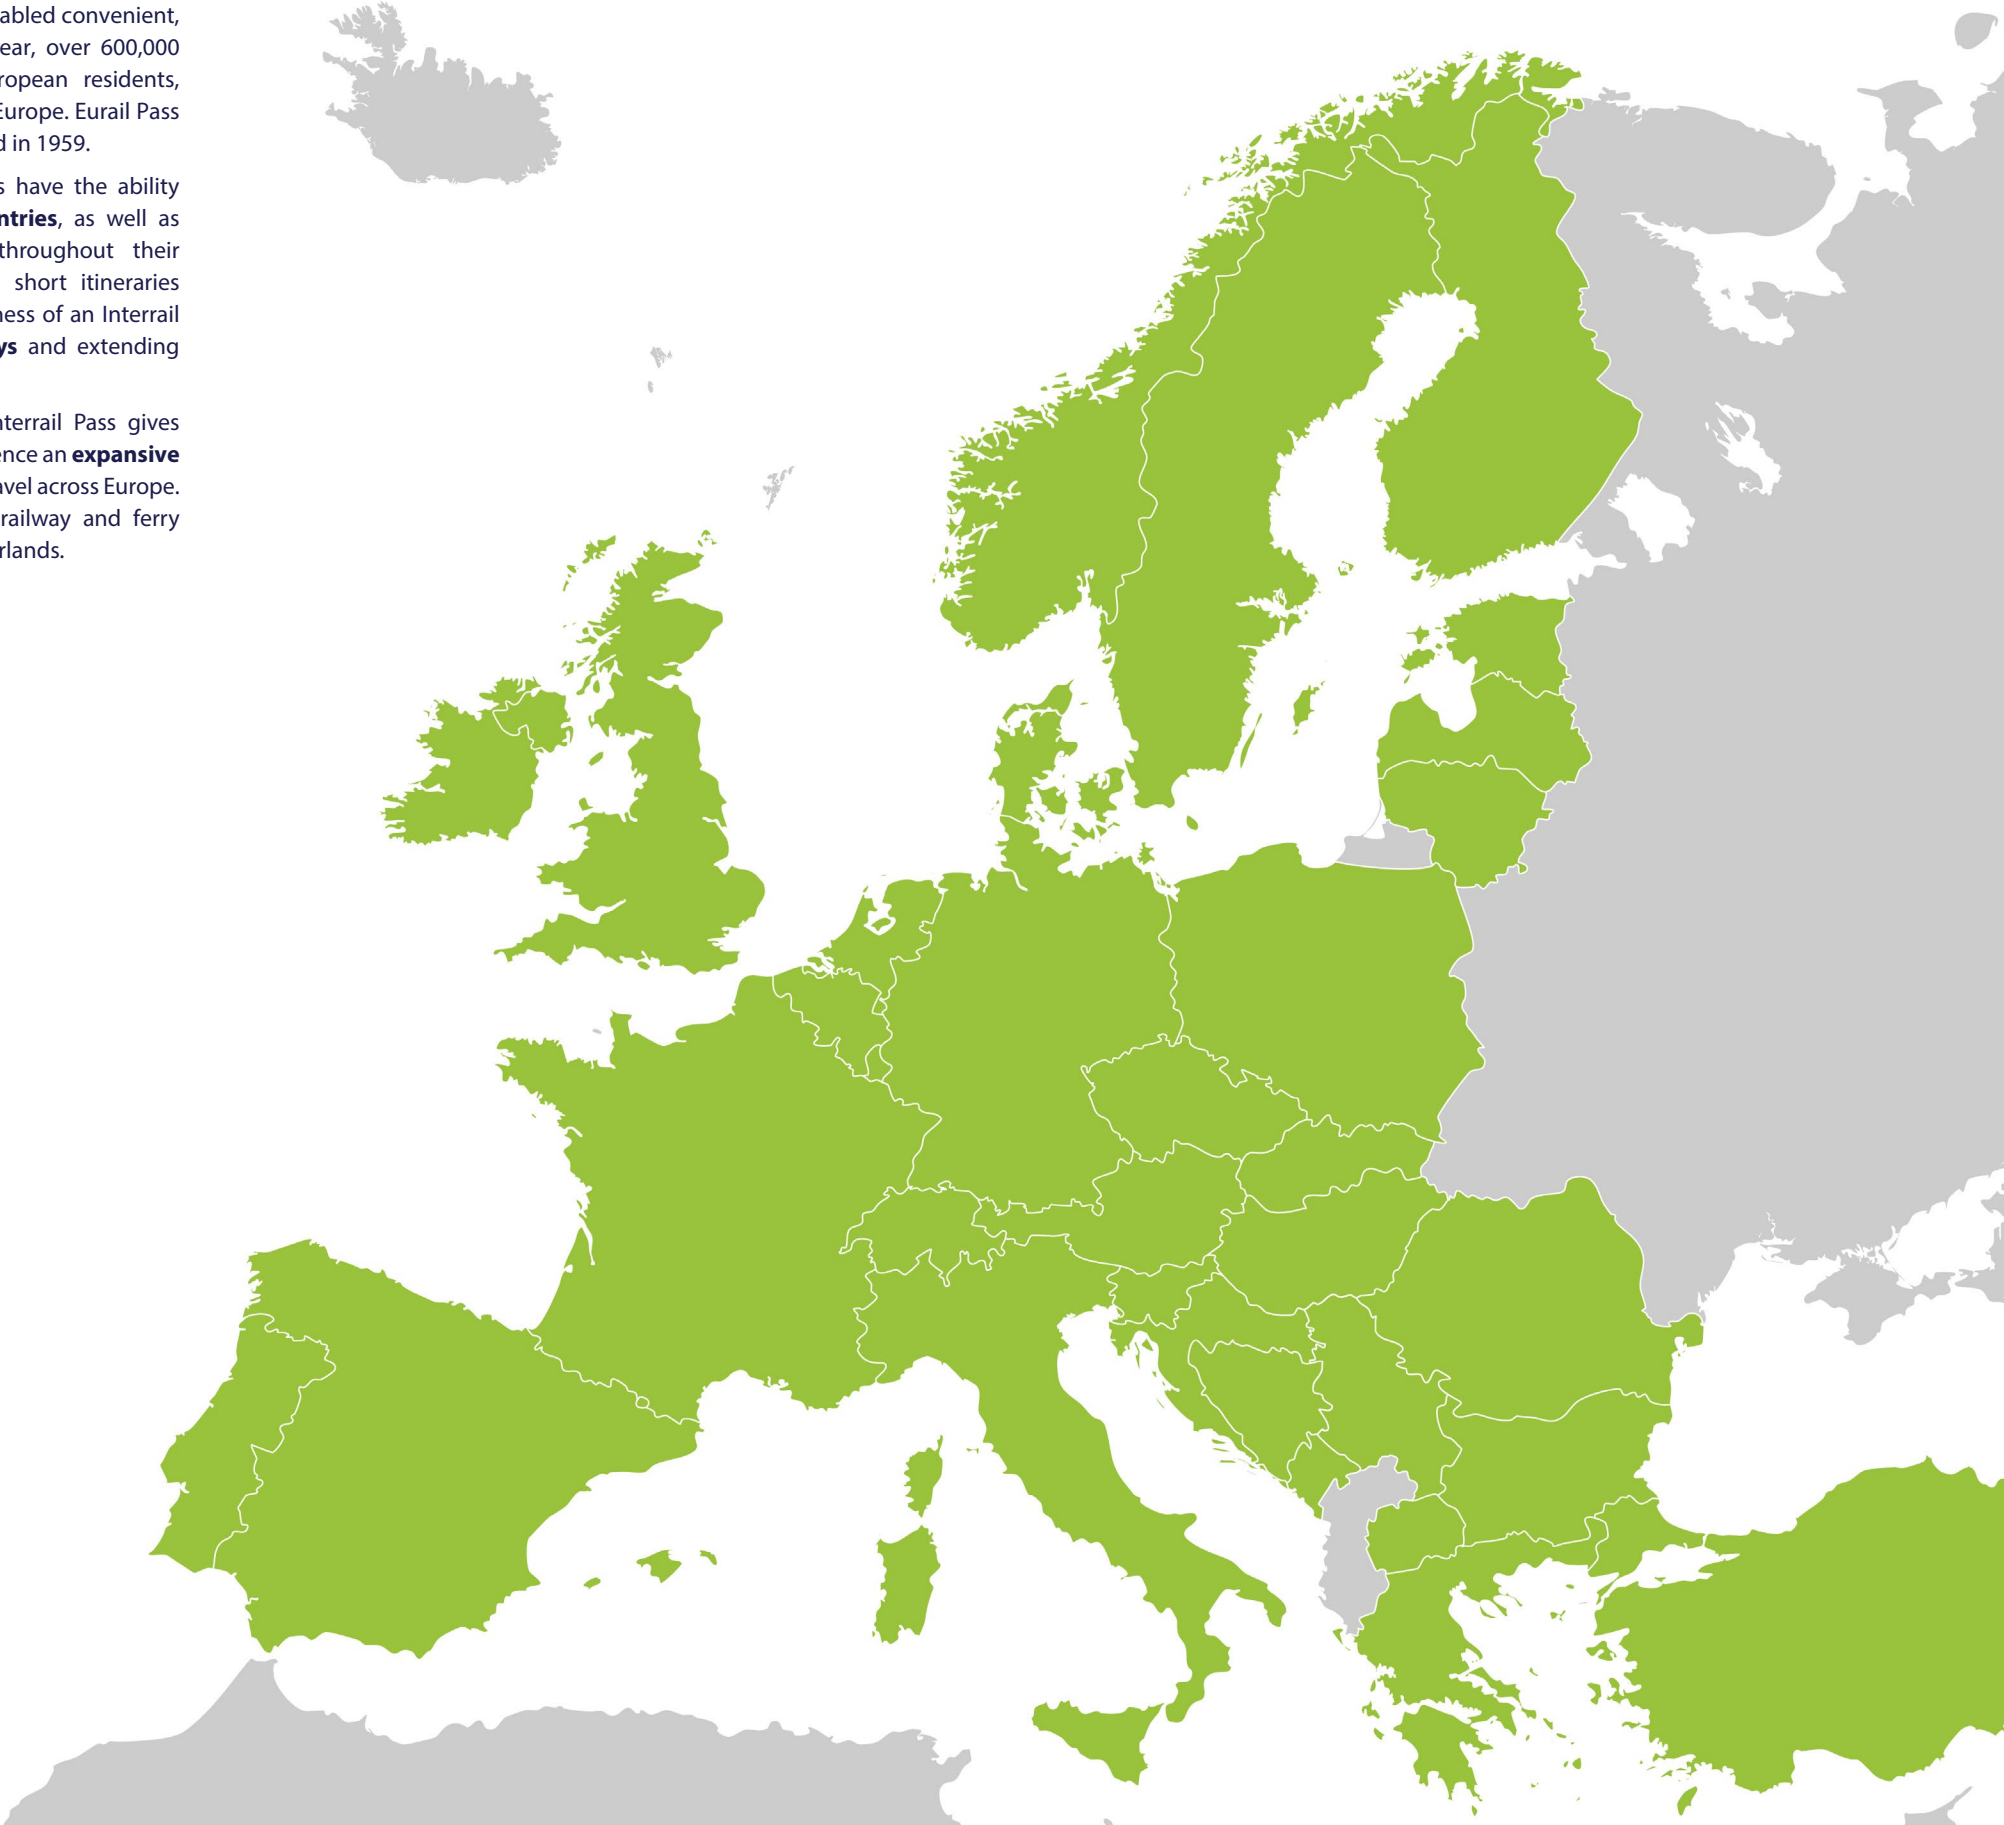 abled convenient,
ear, over 600,000
ropean residents,
Europe. Eurail Pass
d in 1959.
s have the ability
ntries, as well as
throughout their
short itineraries
ness of an Interrail
ys and extending
nterrail Pass gives
ence an expansive
avel across Europe.
railway and ferry
rlands.